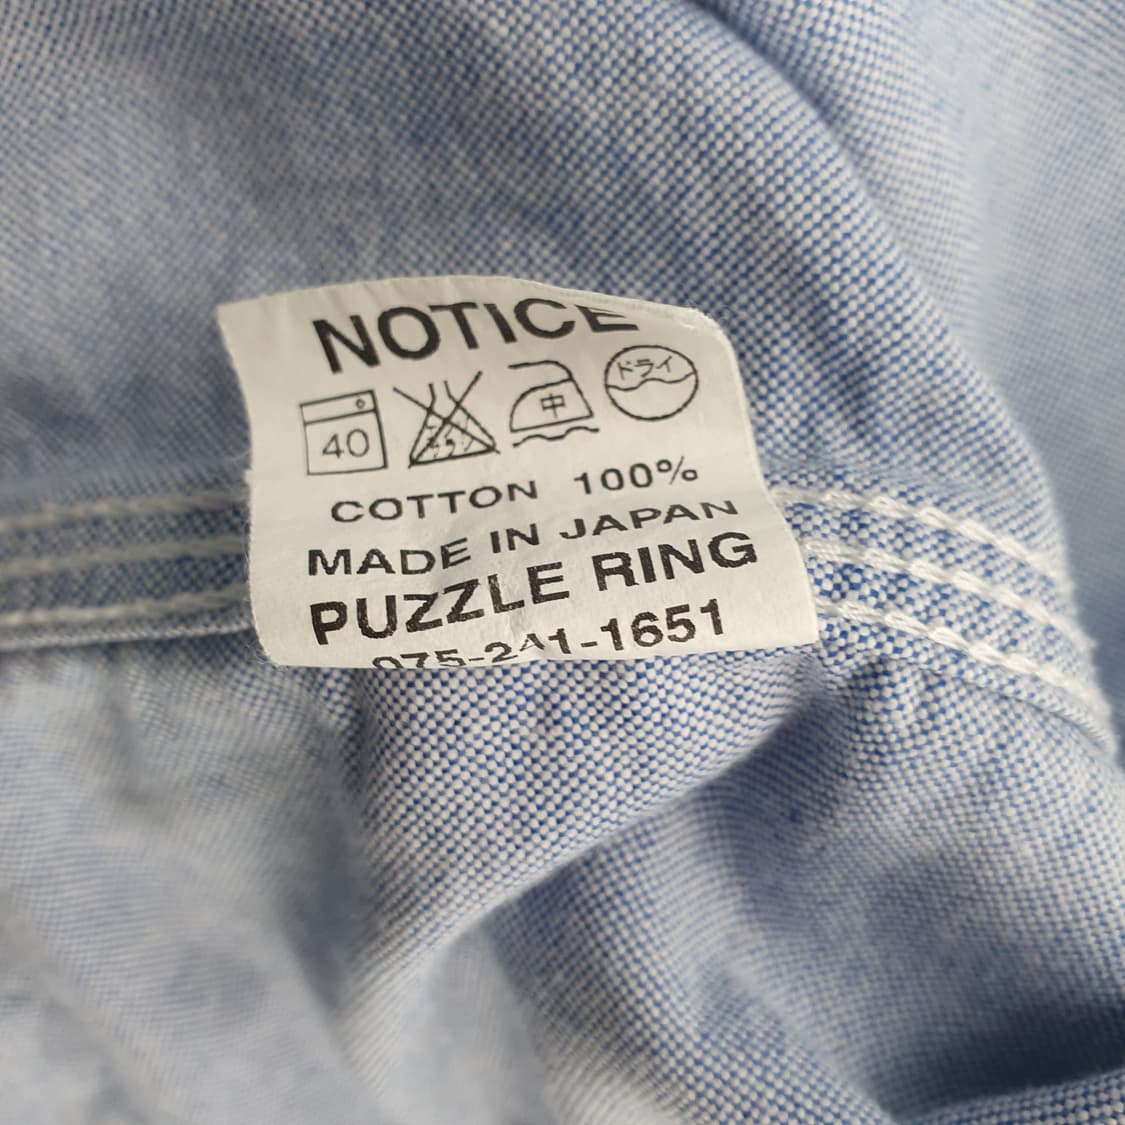 NOTICE
40 中 ドライ
COTTON 100%
MADE IN JAPAN
PUZZLE RING
075-241-1651